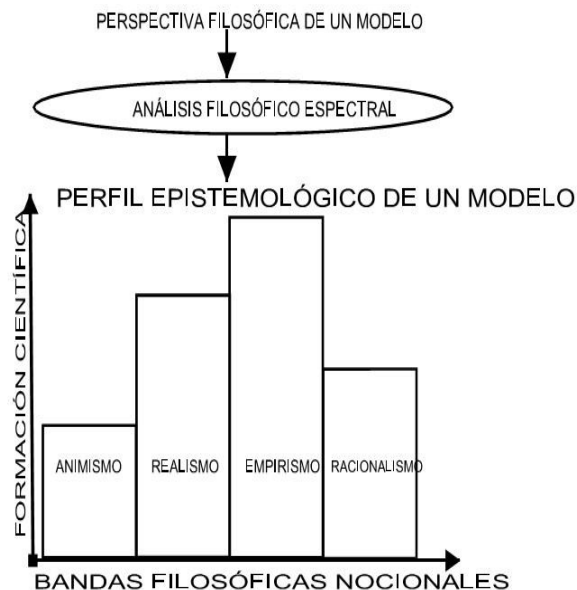 PERSPECTIVA FILOSÓFICA DE UN MODELO
ANÁLISIS FILOSÓFICO ESPECTRAL
PERFIL EPISTEMOLÓGICO DE UN MODELO
FORMACIÓN CIENTÍFICA
ANIMISMO
REALISMO
EMPIRISMO
RACIONALISMO
BANDAS FILOSÓFICAS NOCIONALES